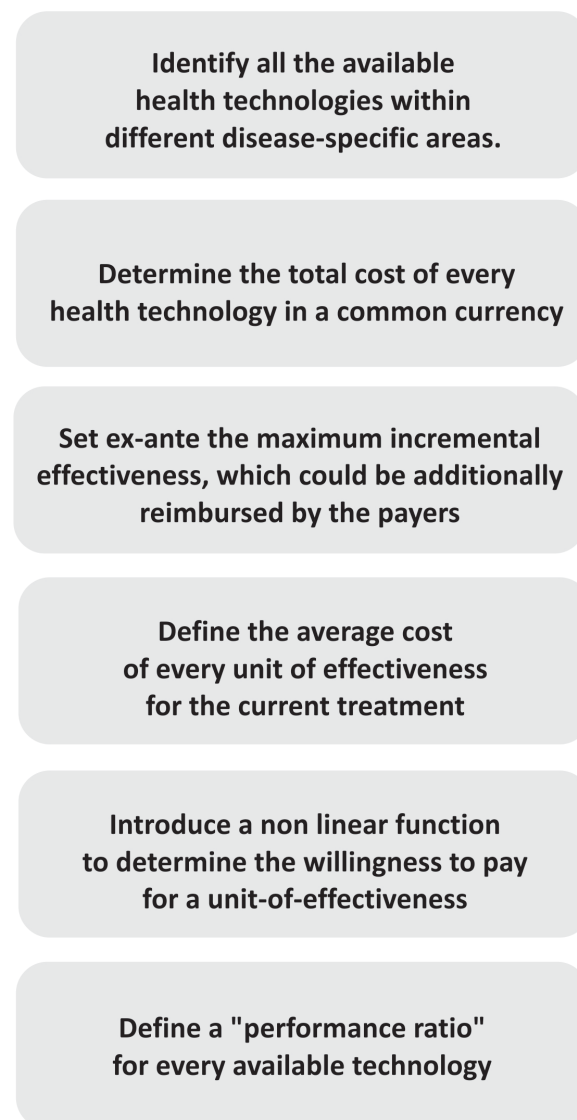 Identify all the available
health technologies within
different disease-specific areas.
Determine the total cost of every
health technology in a common currency
Set ex-ante the maximum incremental
effectiveness, which could be additionally
reimbursed by the payers
Define the average cost
of every unit of effectiveness
for the current treatment
Introduce a non linear function
to determine the willingness to pay
for a unit-of-effectiveness
Define a "performance ratio"
for every available technology